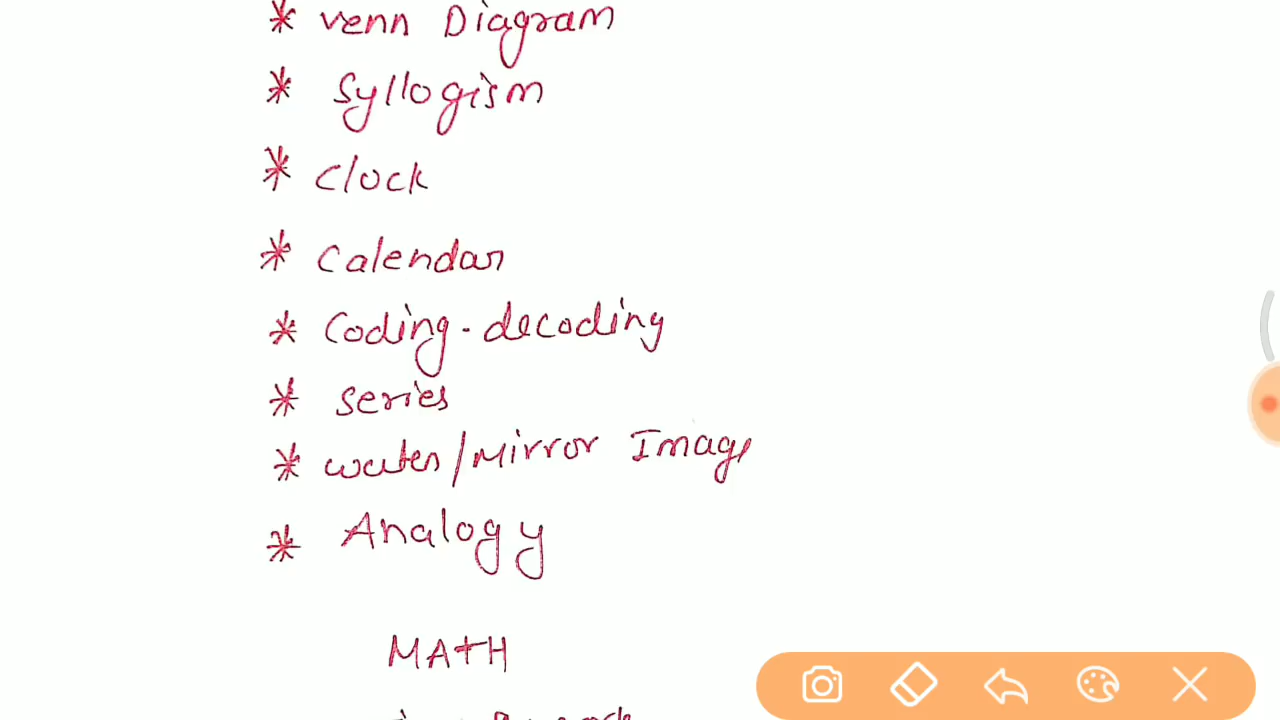 * Venn Diagram
* Syllogism
* Clock
* Calendar
* Coding-decoding
* Series
* Water/Mirror Image
* Analogy
MATH